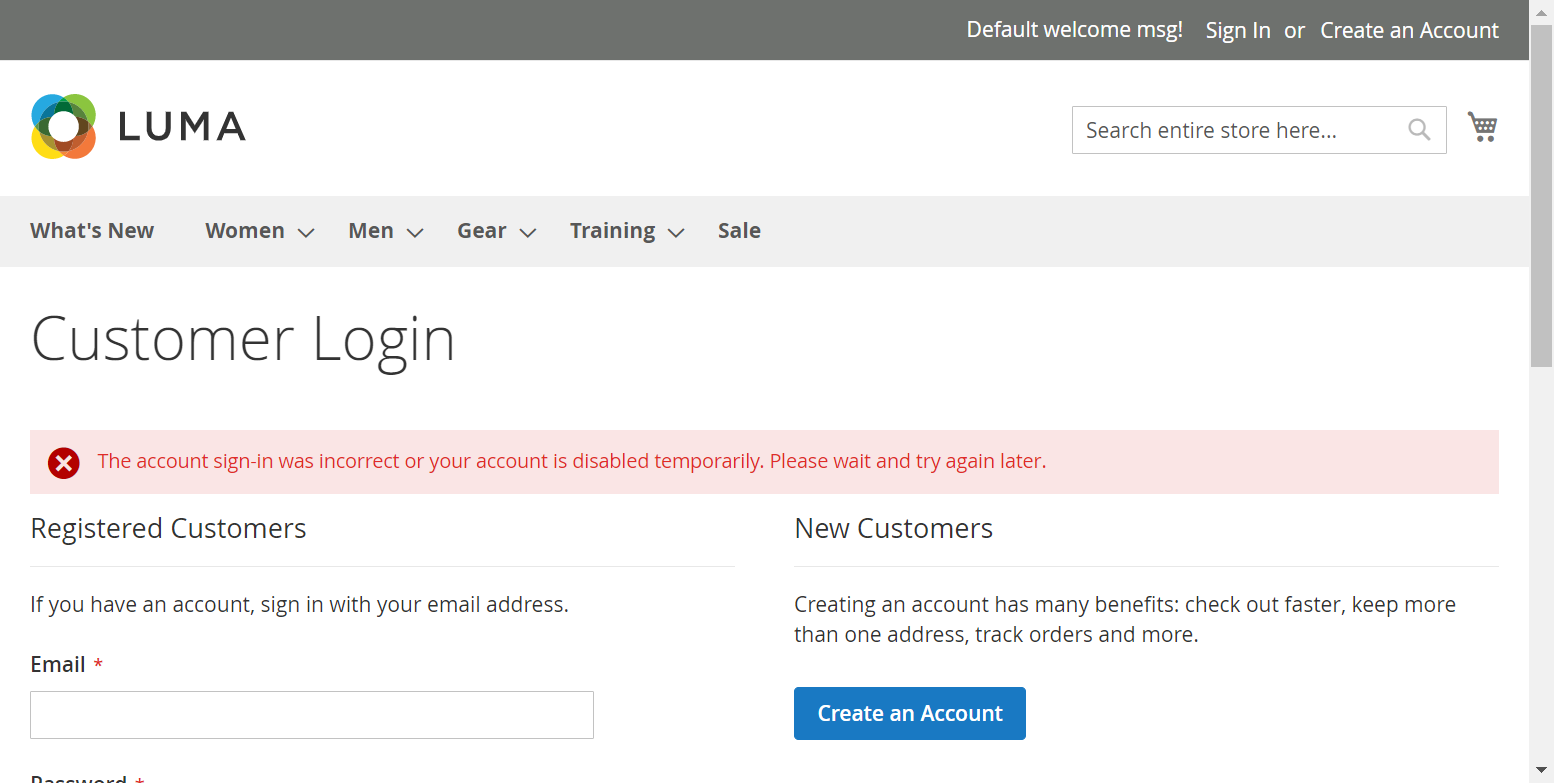 Default welcome msg! Sign In or Create an Account
LUMA
Search entire store here...
What's New Women Men Gear Training Sale
Customer Login
The account sign-in was incorrect or your account is disabled temporarily. Please wait and try again later.
Registered Customers
If you have an account, sign in with your email address.
Email *
Password *
New Customers
Creating an account has many benefits: check out faster, keep more
than one address, track orders and more.
Create an Account